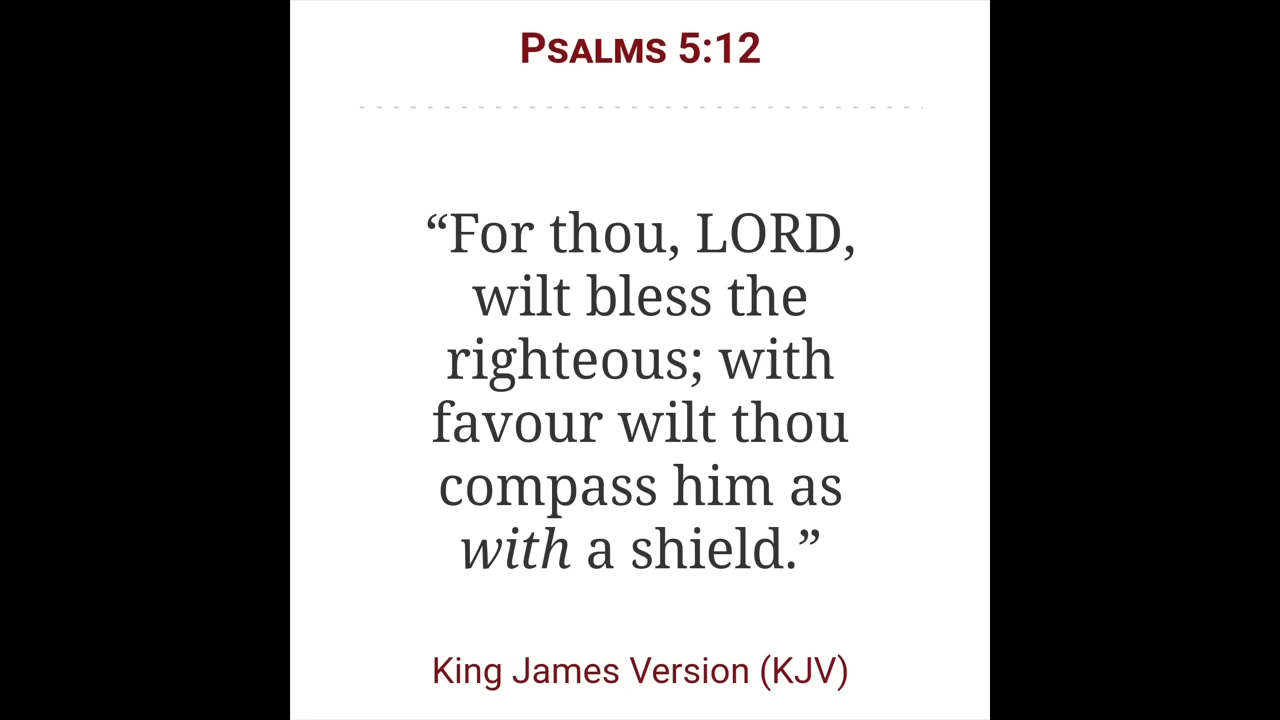 Psalms 5:12
“For thou, LORD,
wilt bless the
righteous; with
favour wilt thou
compass him as
with a shield.”
King James Version (KJV)